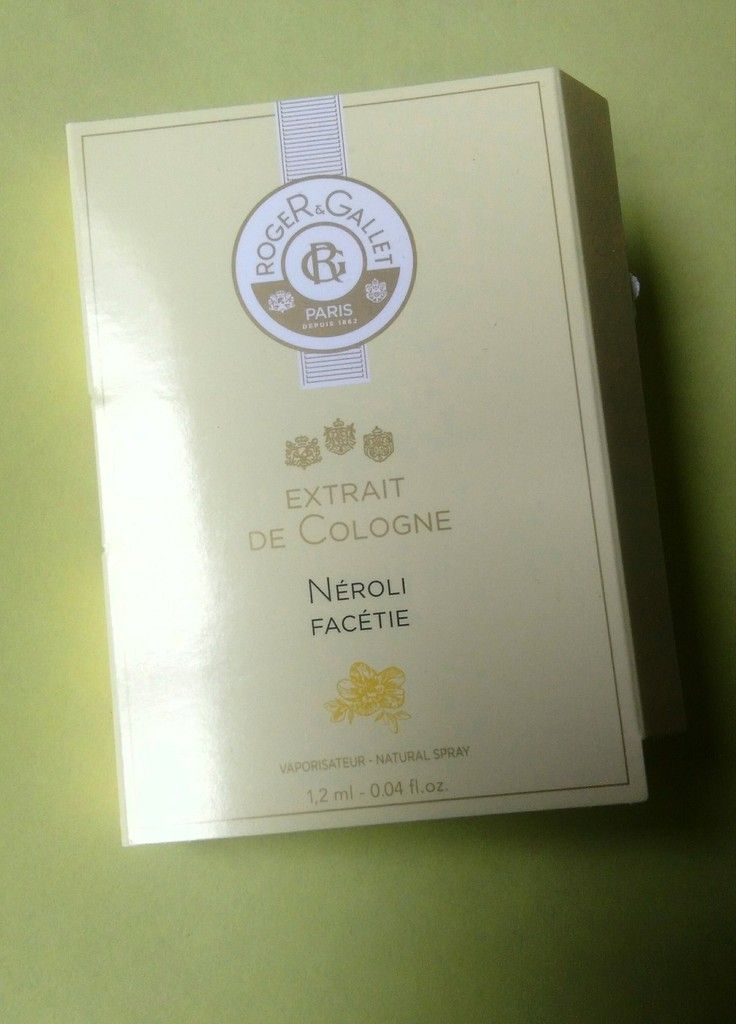 ROGER & GALLET
RG
PARIS
DEPUIS 1862
EXTRAIT
DE COLOGNE
NÉROLI
FACÉTIE
VAPORISATEUR - NATURAL SPRAY
1,2 ml - 0.04 fl.oz.